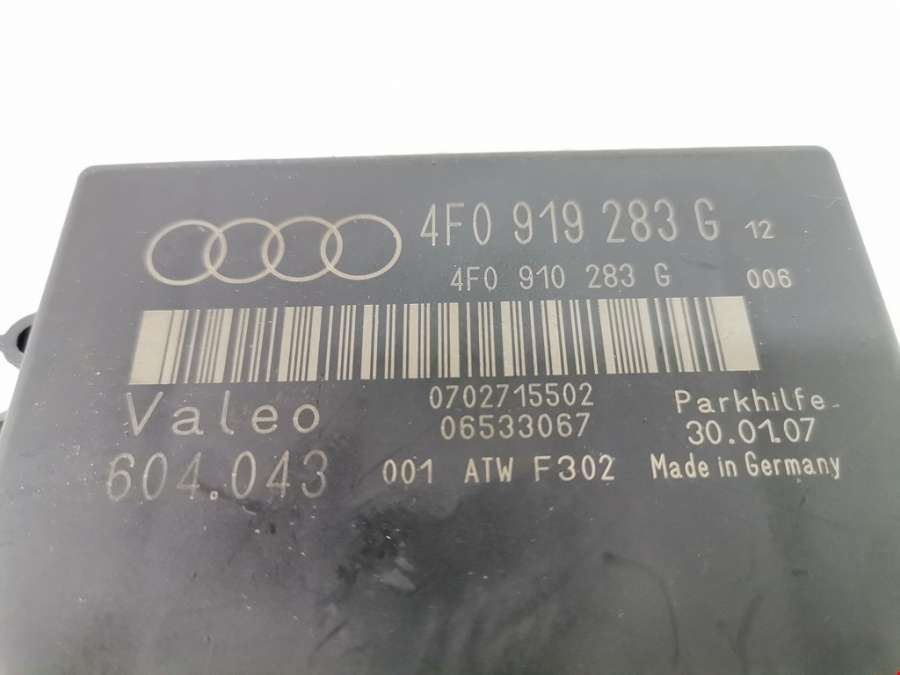 4F0 919 283 G 12
4F0 910 283 G 006
0702715502
Valeo 06533067 Parkhilfe
30.01.07
604.043 001 ATW F302 Made in Germany